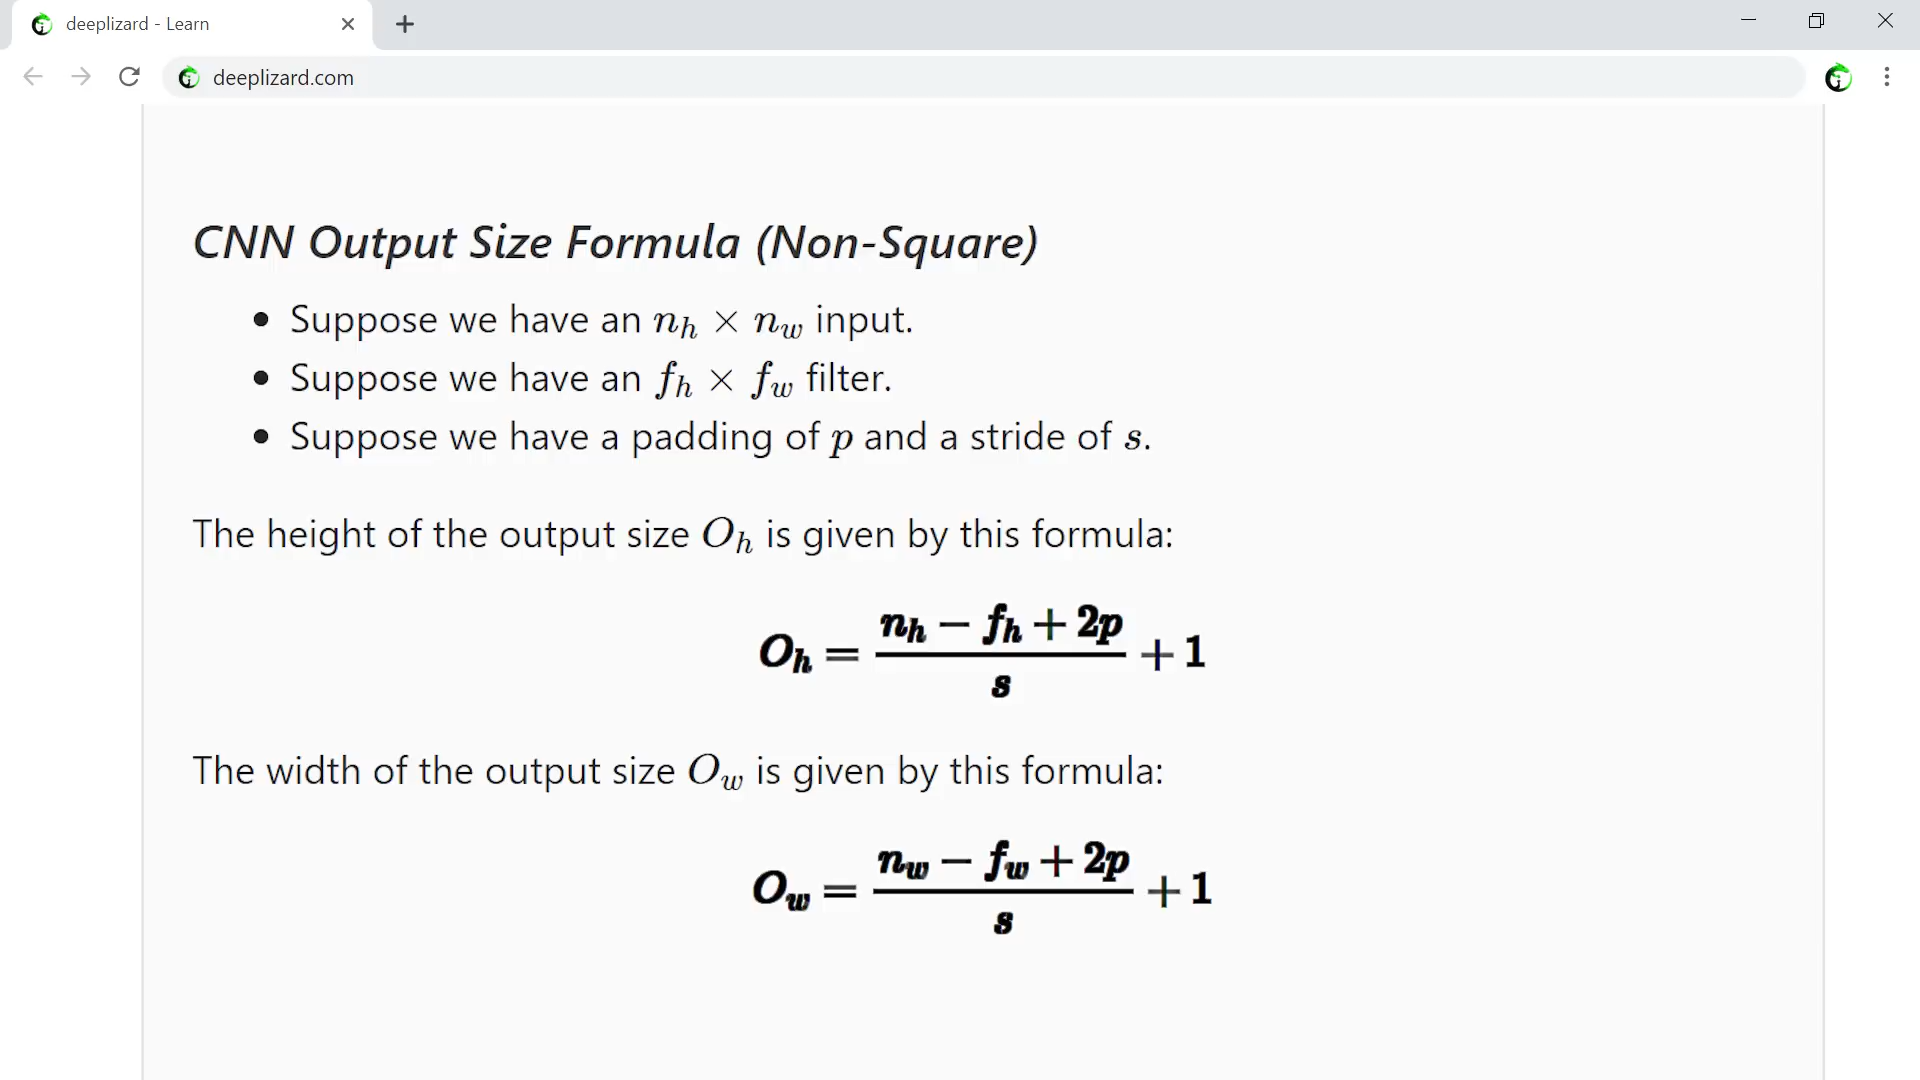 deeplizard - Learn
deeplizard.com
CNN Output Size Formula (Non-Square)
• Suppose we have an n_h × n_w input.
• Suppose we have an f_h × f_w filter.
• Suppose we have a padding of p and a stride of s.
The height of the output size O_h is given by this formula:
O_h = \frac{n_h - f_h + 2p}{s} + 1
The width of the output size O_w is given by this formula:
O_w = \frac{n_w - f_w + 2p}{s} + 1